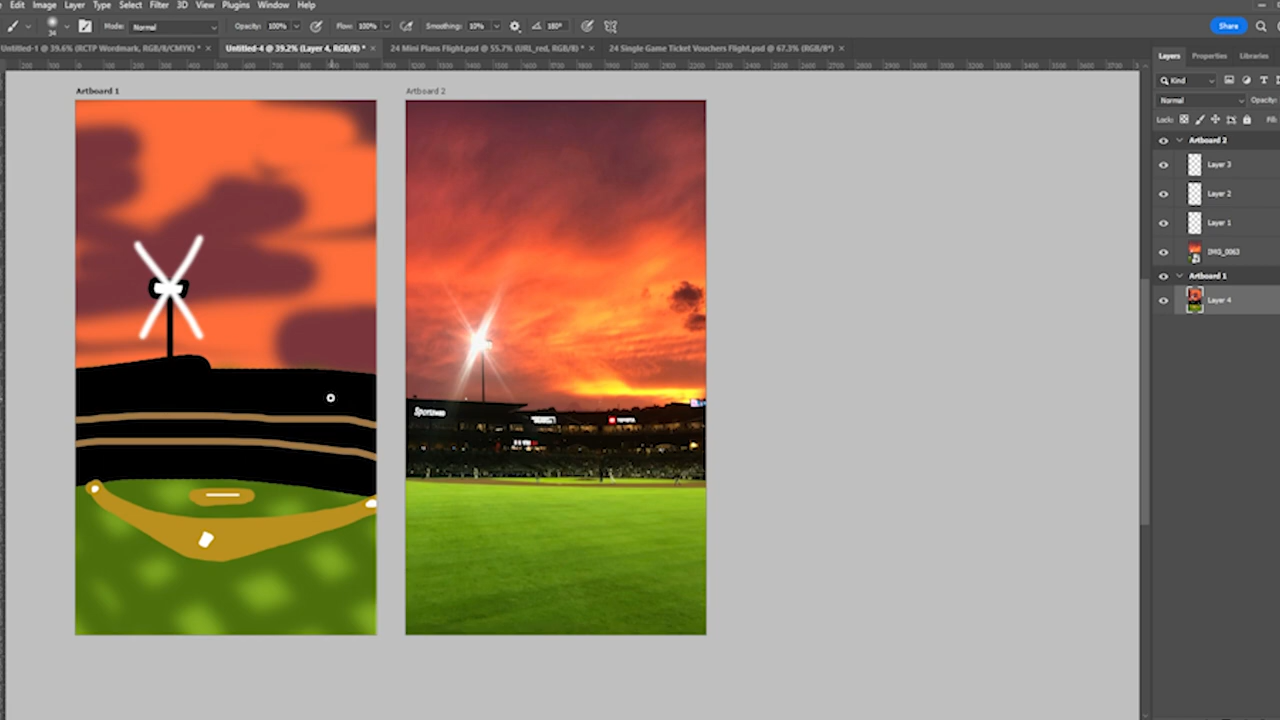 Edit Image Layer Type Select Filter 3D View Plugins Window Help
34 Mode: Normal Opacity: 100% Flow: 100% Smoothing: 10% 180° Share
Untitled-1 @ 39.6% (RCTP Wordmark, RGB/8/CMYK) * × Untitled-4 @ 39.2% (Layer 4, RGB/8) * × 24 Mini Plans Flight.psd @ 55.7% (URL_red, RGB/8) * × 24 Single Game Ticket Vouchers Flight.psd @ 67.3% (RGB/8*) ×
Layers Properties Libraries
Kind
Normal Opacity:
Lock: Fill:
Artboard 1
Artboard 2
Artboard 2
Layer 3
Layer 2
Layer 1
IMG_0063
Artboard 1
Layer 4
TOYOTA